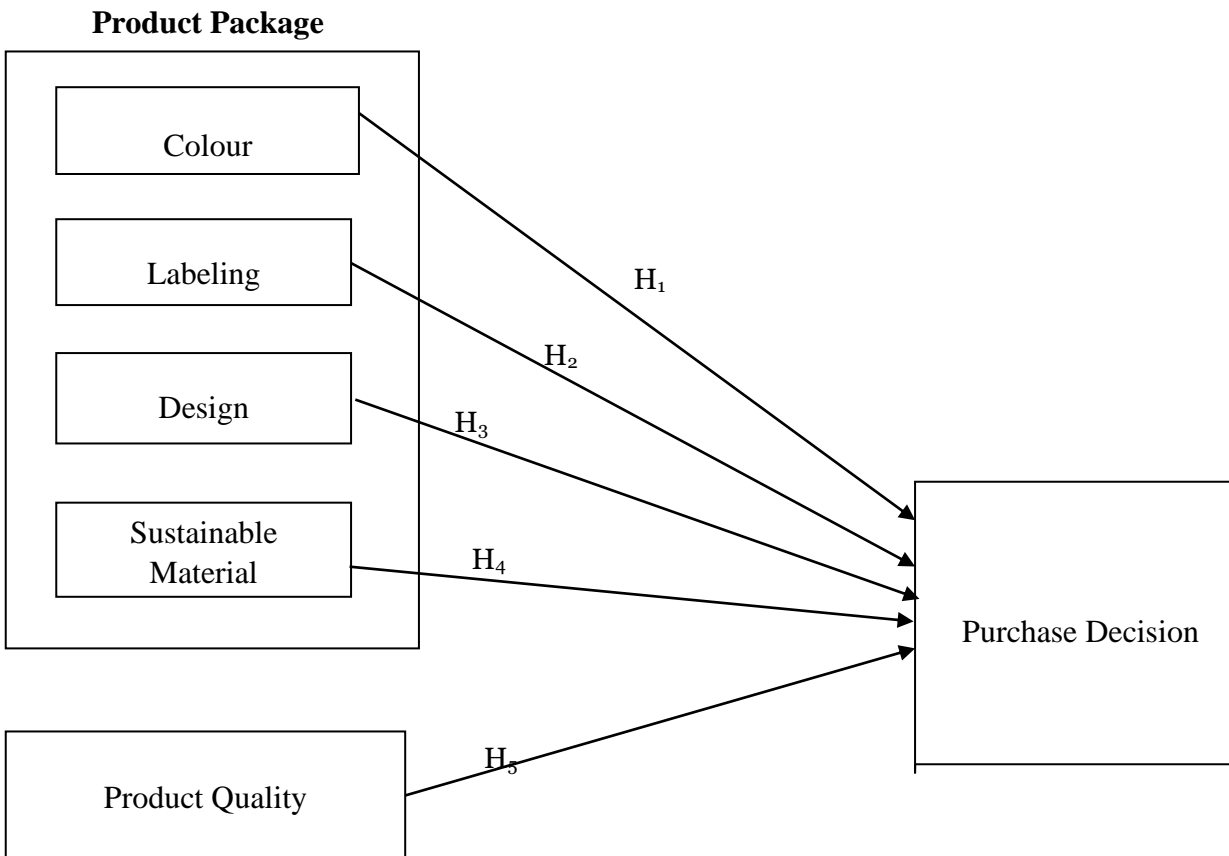 Product Package
Colour
Labeling
Design
Sustainable
Material
Product Quality
H₁
H₂
H₃
H₄
H₅
Purchase Decision